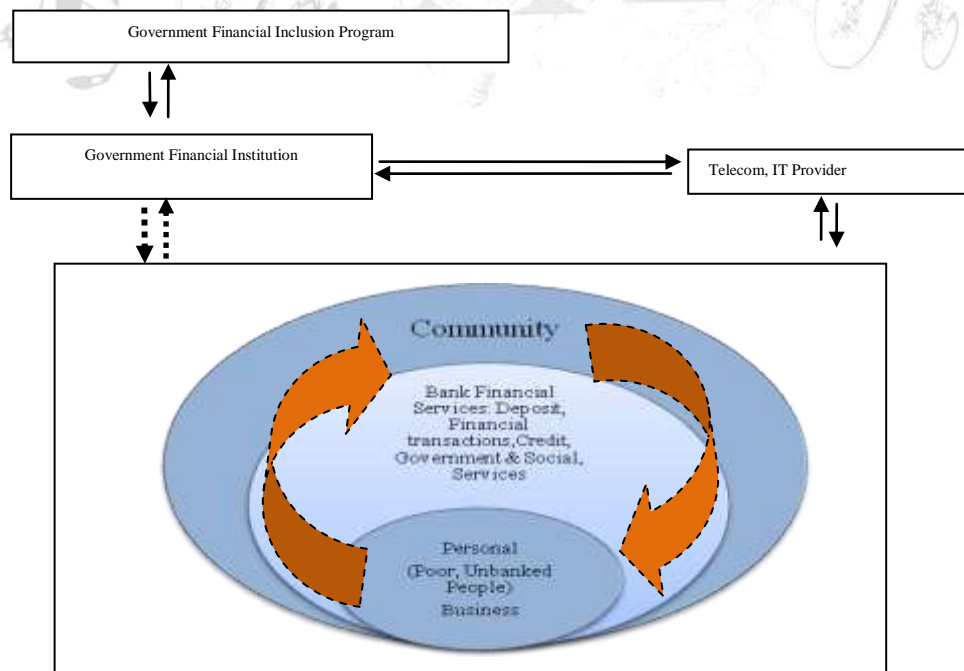 Government Financial Inclusion Program
Government Financial Institution
Telecom, IT Provider
Community
Bank Financial
Services: Deposit,
Financial
transactions,Credit,
Government & Social,
Services
Personal
(Poor, Unbanked
People)
Business